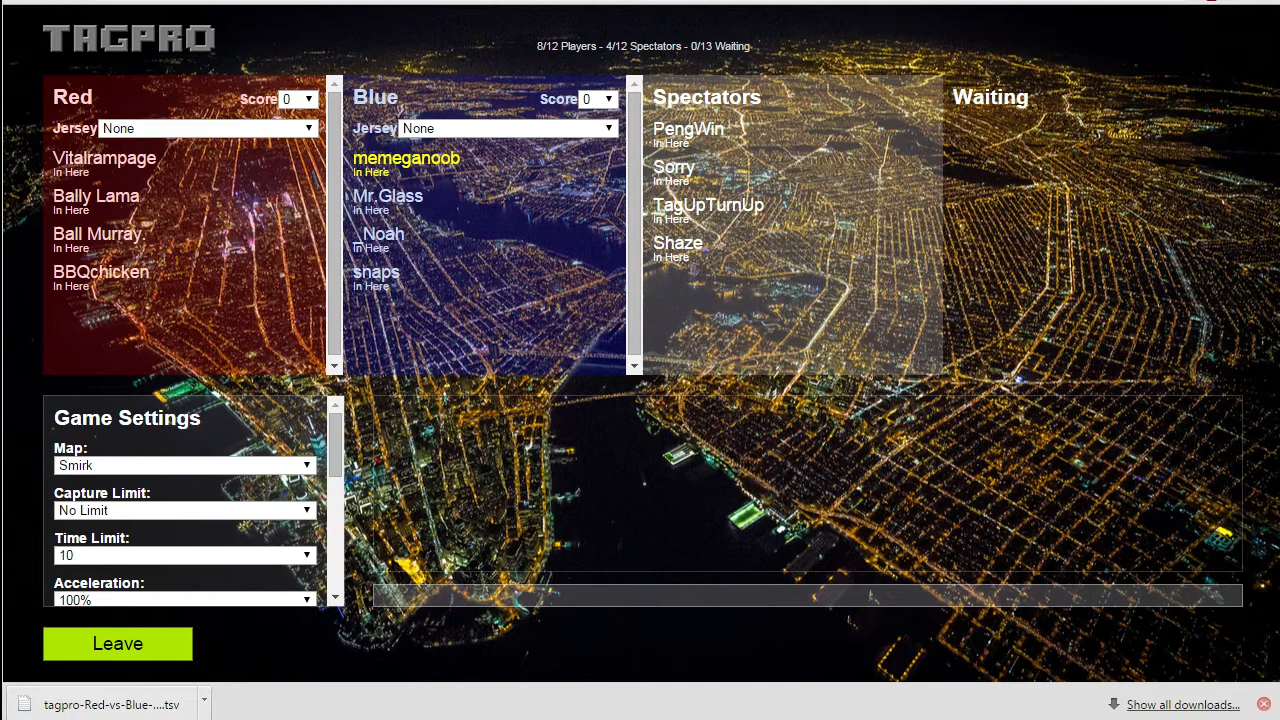 TAGPRO
8/12 Players - 4/12 Spectators - 0/13 Waiting
Red
Score 0
Jersey None
Vitalrampage
In Here
Bally Lama
In Here
Ball Murray.
In Here
BBQchicken
In Here
Blue
Score 0
Jersey None
memeganoob
In Here
Mr.Glass
In Here
_Noah
In Here
snaps
In Here
Spectators
PengWin
In Here
Sorry
In Here
TagUpTurnUp
In Here
Shaze
In Here
Waiting
Game Settings
Map:
Smirk
Capture Limit:
No Limit
Time Limit:
10
Acceleration:
100%
Leave
tagpro-Red-vs-Blue-....tsv
Show all downloads...